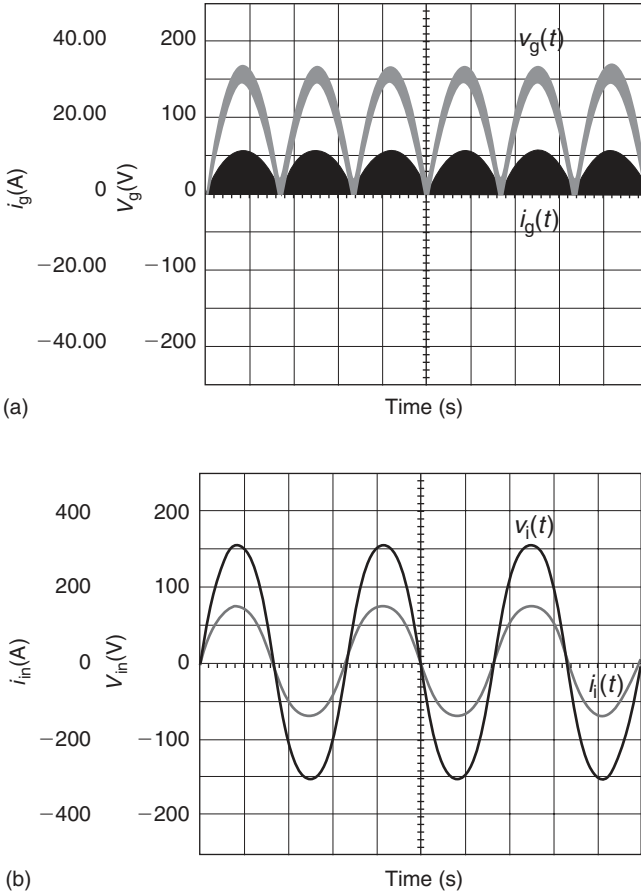 40.00 200
v_g(t)
20.00 100
i_g(A)
V_g(V)
0 0
i_g(t)
−20.00 −100
−40.00 −200
(a)
Time (s)
400 200
v_i(t)
200 100
i_in(A)
V_in(V)
0 0
i_i(t)
−200 −100
−400 −200
(b)
Time (s)